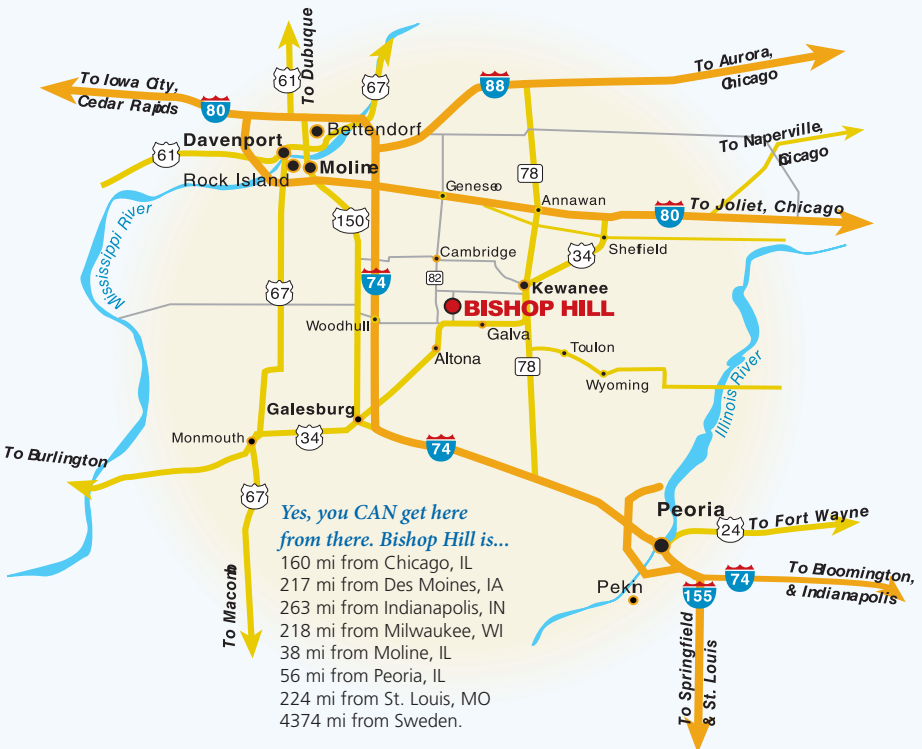 To Dubuque
61
67
To Iowa City,
Cedar Rapids
80
88
To Aurora,
Chicago
Bettendorf
Davenport
61
Rock Island
Moline
To Naperville,
Chicago
78
Geneseo
Annawan
80
To Joliet, Chicago
Mississippi River
150
Cambridge
34
Sheffield
74
82
Kewanee
67
BISHOP HILL
Woodhull
Galva
Altona
Toulon
78
Wyoming
Illinois River
Galesburg
Monmouth
34
74
To Burlington
67
To Macomb
Peoria
24
To Fort Wayne
Pekin
155
74
To Bloomington,
& Indianapolis
To Springfield
& St. Louis
Yes, you CAN get here
from there. Bishop Hill is...
160 mi from Chicago, IL
217 mi from Des Moines, IA
263 mi from Indianapolis, IN
218 mi from Milwaukee, WI
38 mi from Moline, IL
56 mi from Peoria, IL
224 mi from St. Louis, MO
4374 mi from Sweden.